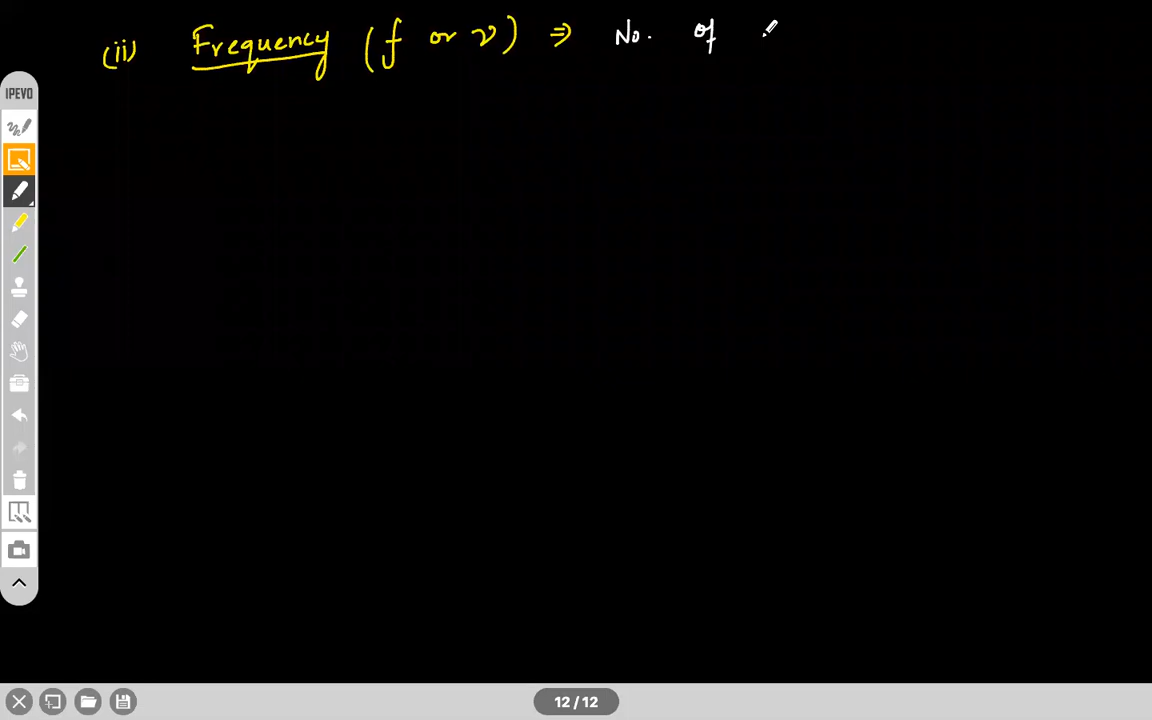 (ii) Frequency (f or ν) ⇒ No. of
IPEVO
12/12